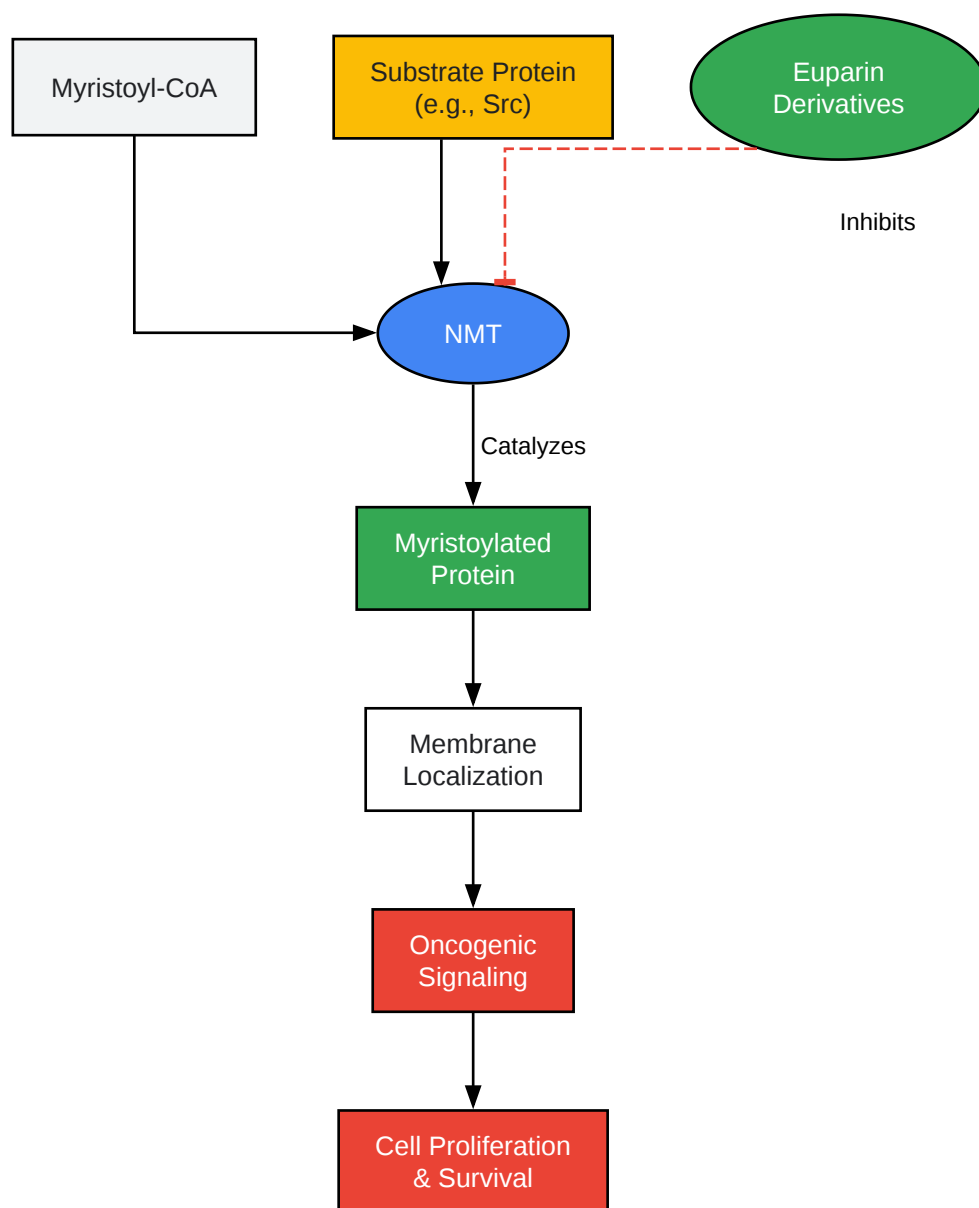 Myristoyl-CoA
Substrate Protein
(e.g., Src)
Euparin
Derivatives
Inhibits
NMT
Catalyzes
Myristoylated
Protein
Membrane
Localization
Oncogenic
Signaling
Cell Proliferation
& Survival